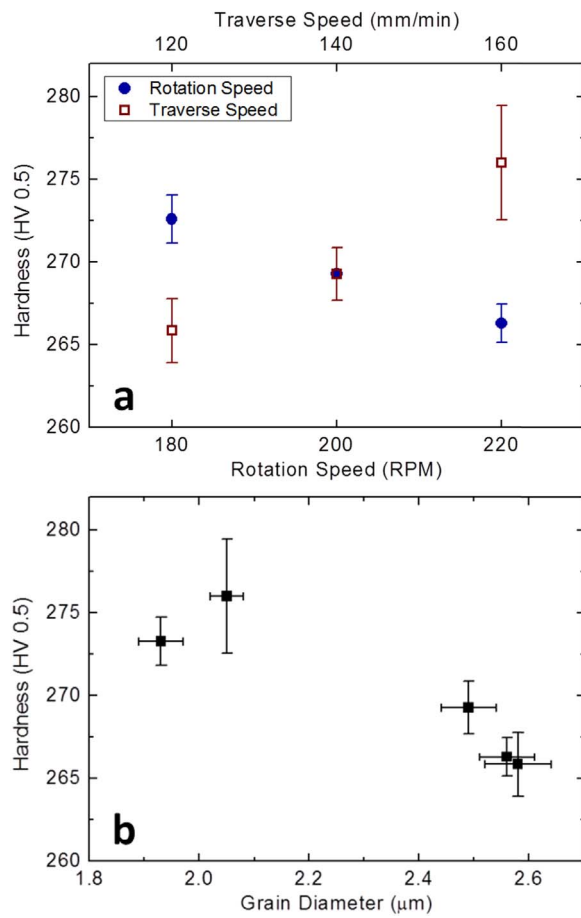 Traverse Speed (mm/min)
120 140 160
280
275
270
265
260
Hardness (HV 0.5)
Rotation Speed
Traverse Speed
a
180 200 220
Rotation Speed (RPM)
280
275
270
265
260
Hardness (HV 0.5)
b
1.8 2.0 2.2 2.4 2.6
Grain Diameter (μm)